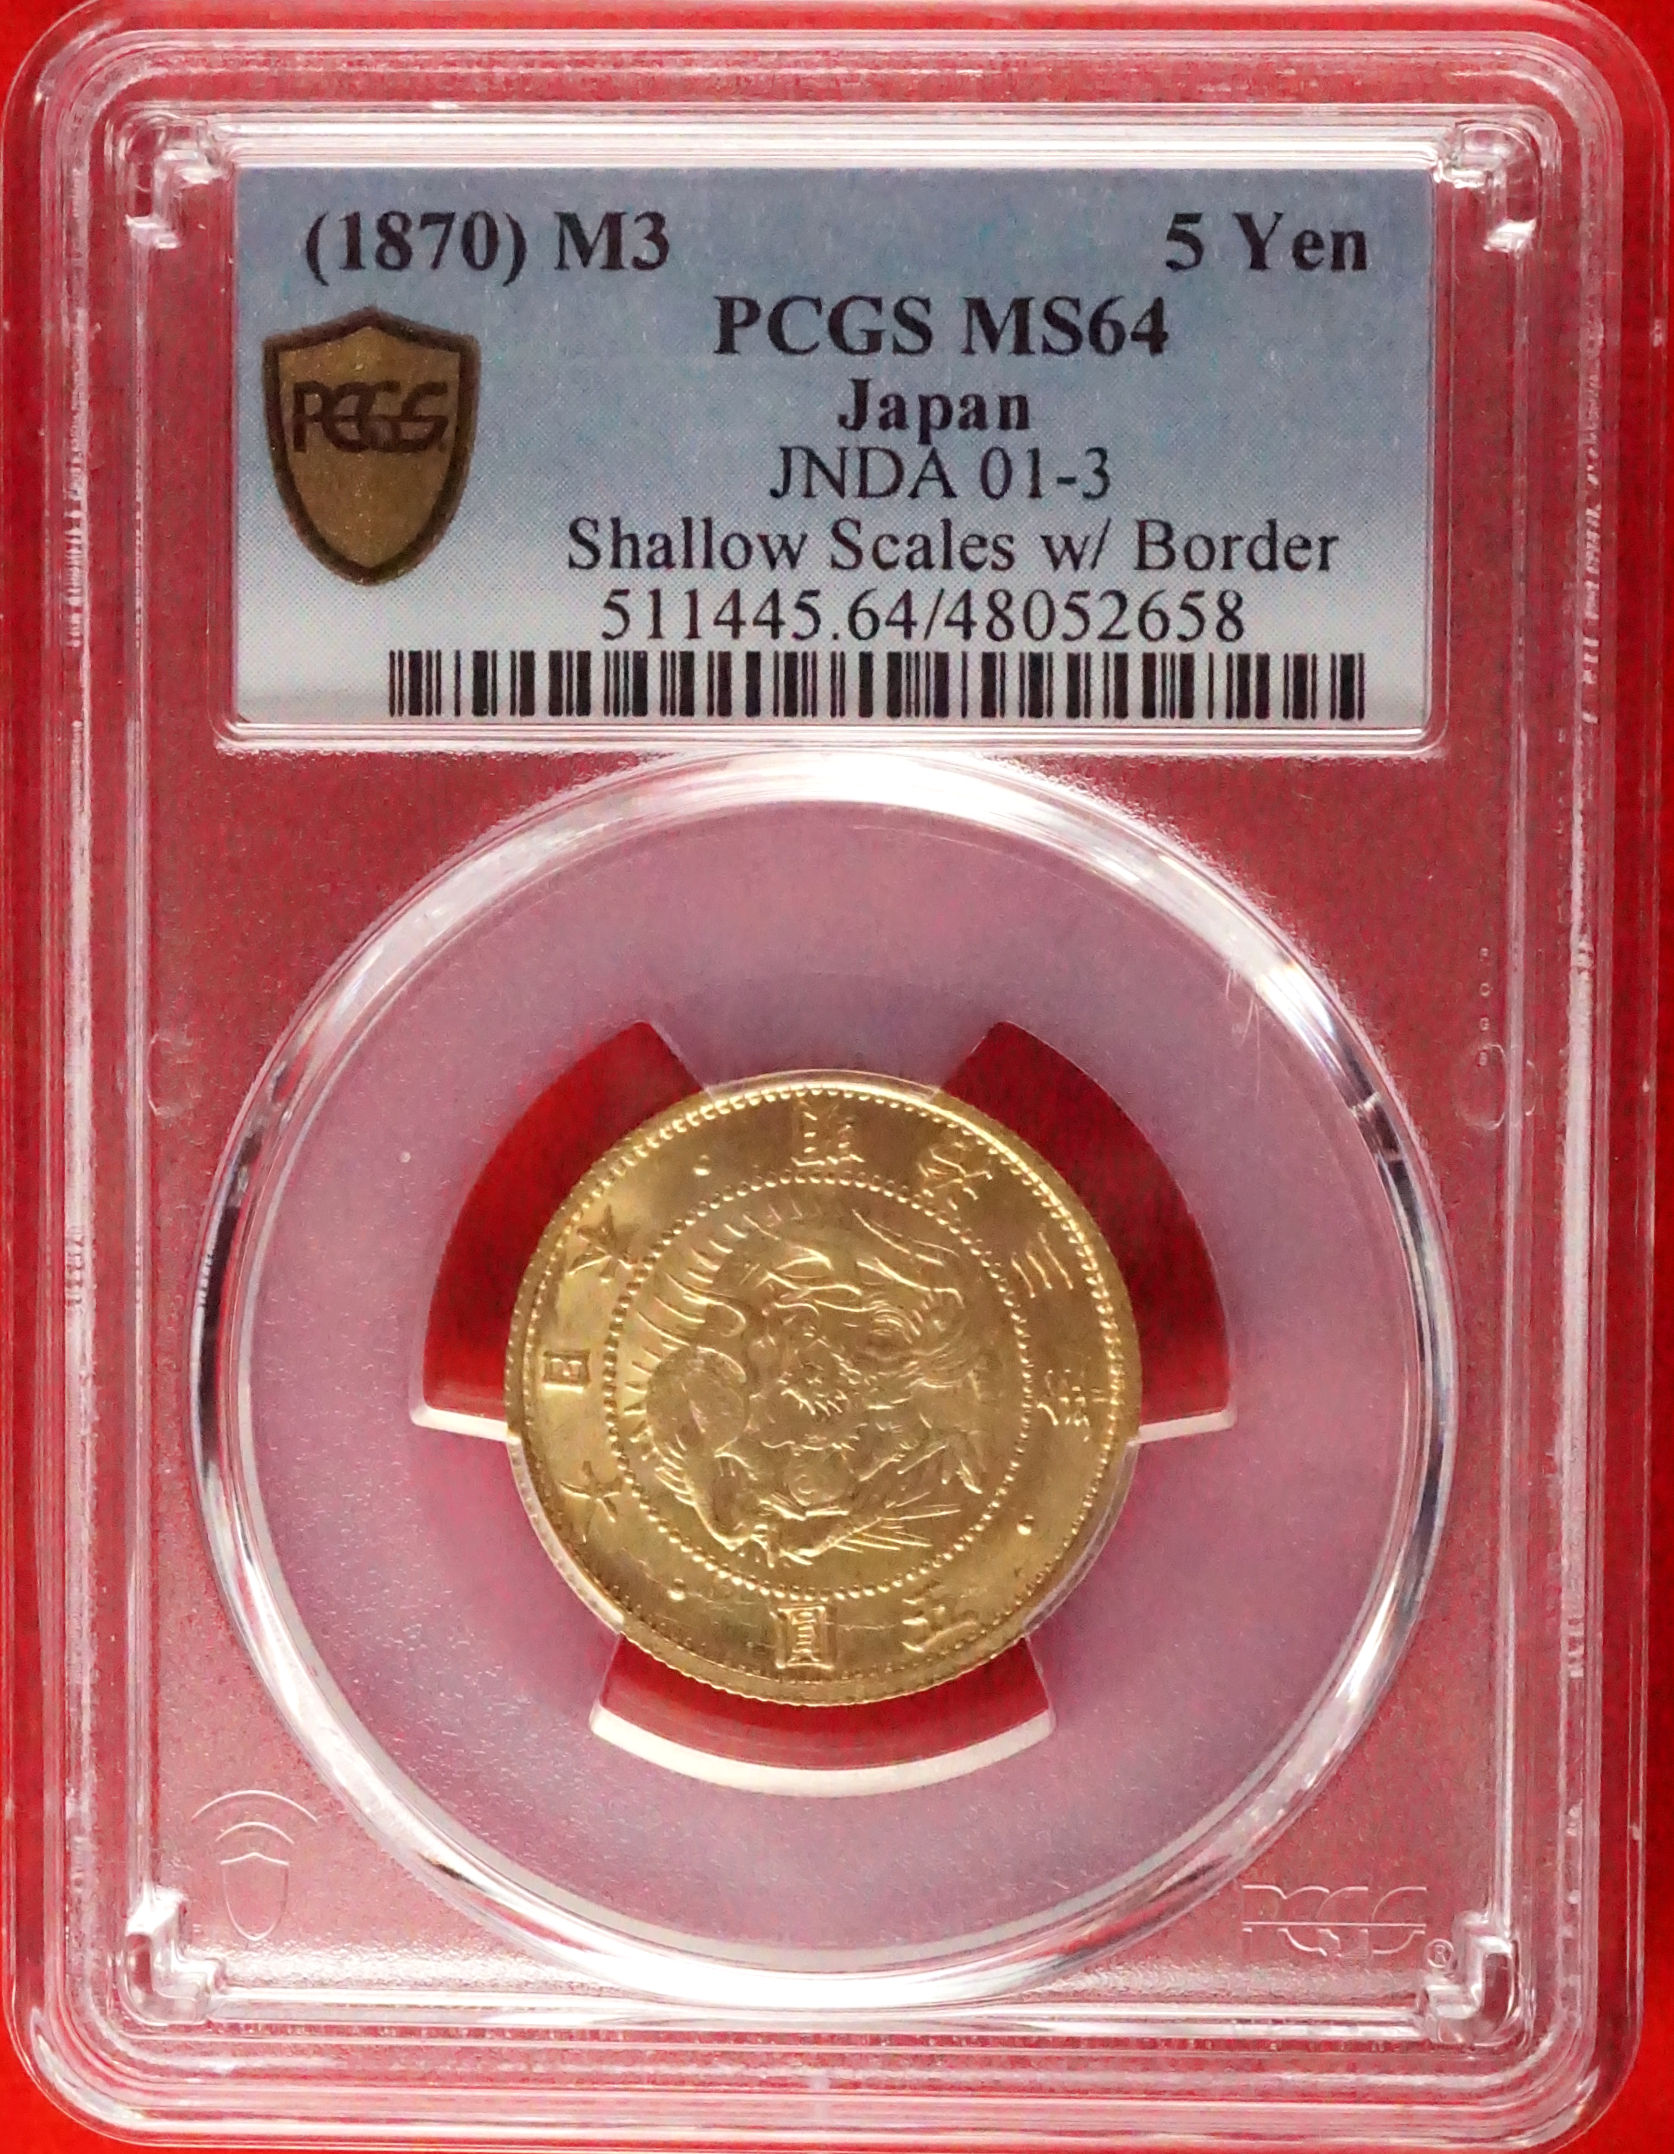 (1870) M3 5 Yen
PCGS MS64
PCGS
Japan
JNDA 01-3
Shallow Scales w/ Border
511445.64/48052658
大日本
明治三年
五圓
PCGS ®